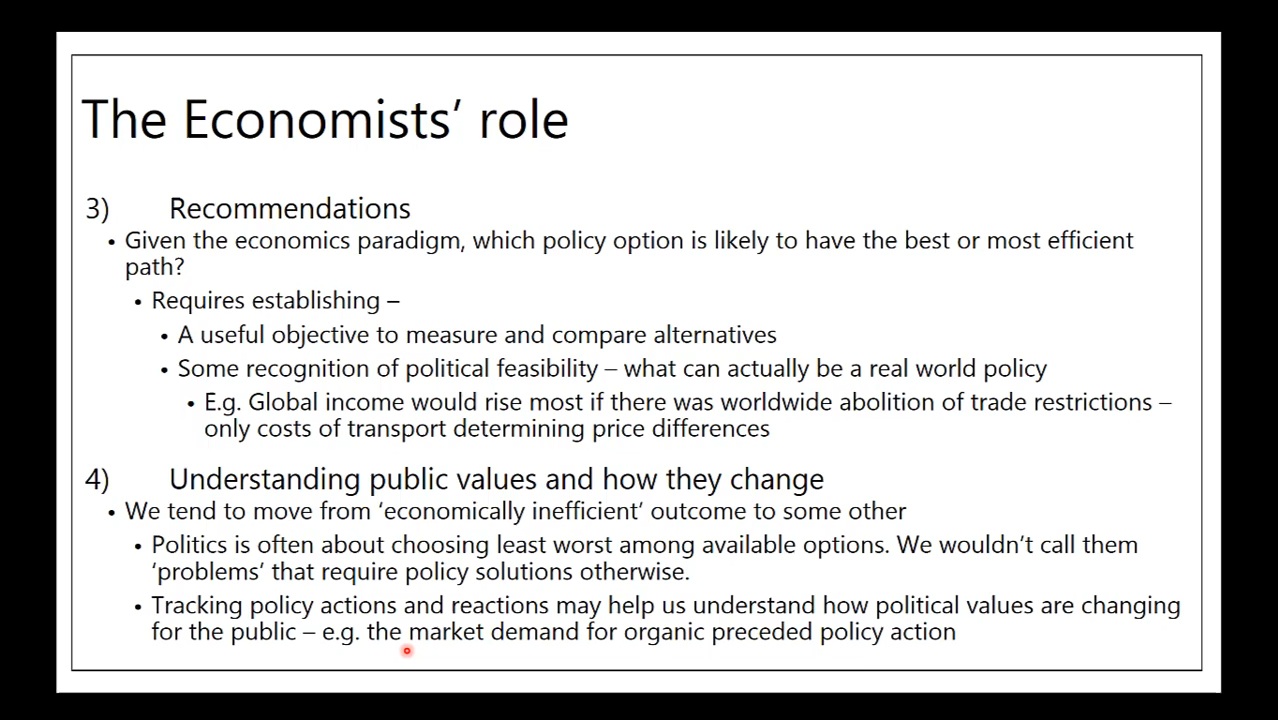 The Economists’ role
3) Recommendations
• Given the economics paradigm, which policy option is likely to have the best or most efficient
path?
• Requires establishing –
• A useful objective to measure and compare alternatives
• Some recognition of political feasibility – what can actually be a real world policy
• E.g. Global income would rise most if there was worldwide abolition of trade restrictions –
only costs of transport determining price differences
4) Understanding public values and how they change
• We tend to move from ‘economically inefficient’ outcome to some other
• Politics is often about choosing least worst among available options. We wouldn’t call them
‘problems’ that require policy solutions otherwise.
• Tracking policy actions and reactions may help us understand how political values are changing
for the public – e.g. the market demand for organic preceded policy action